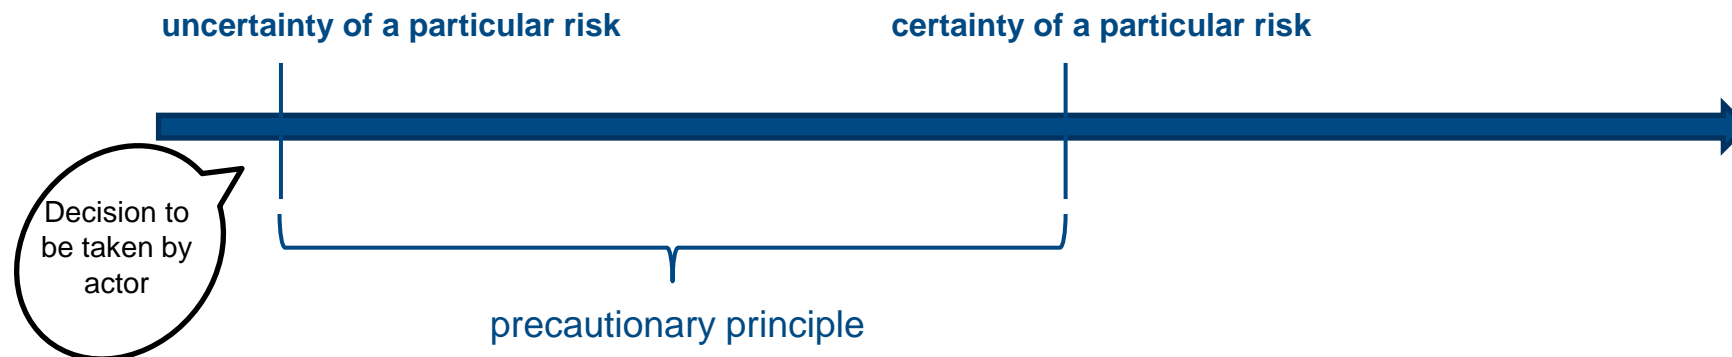 uncertainty of a particular risk
certainty of a particular risk
Decision to
be taken by
actor
precautionary principle